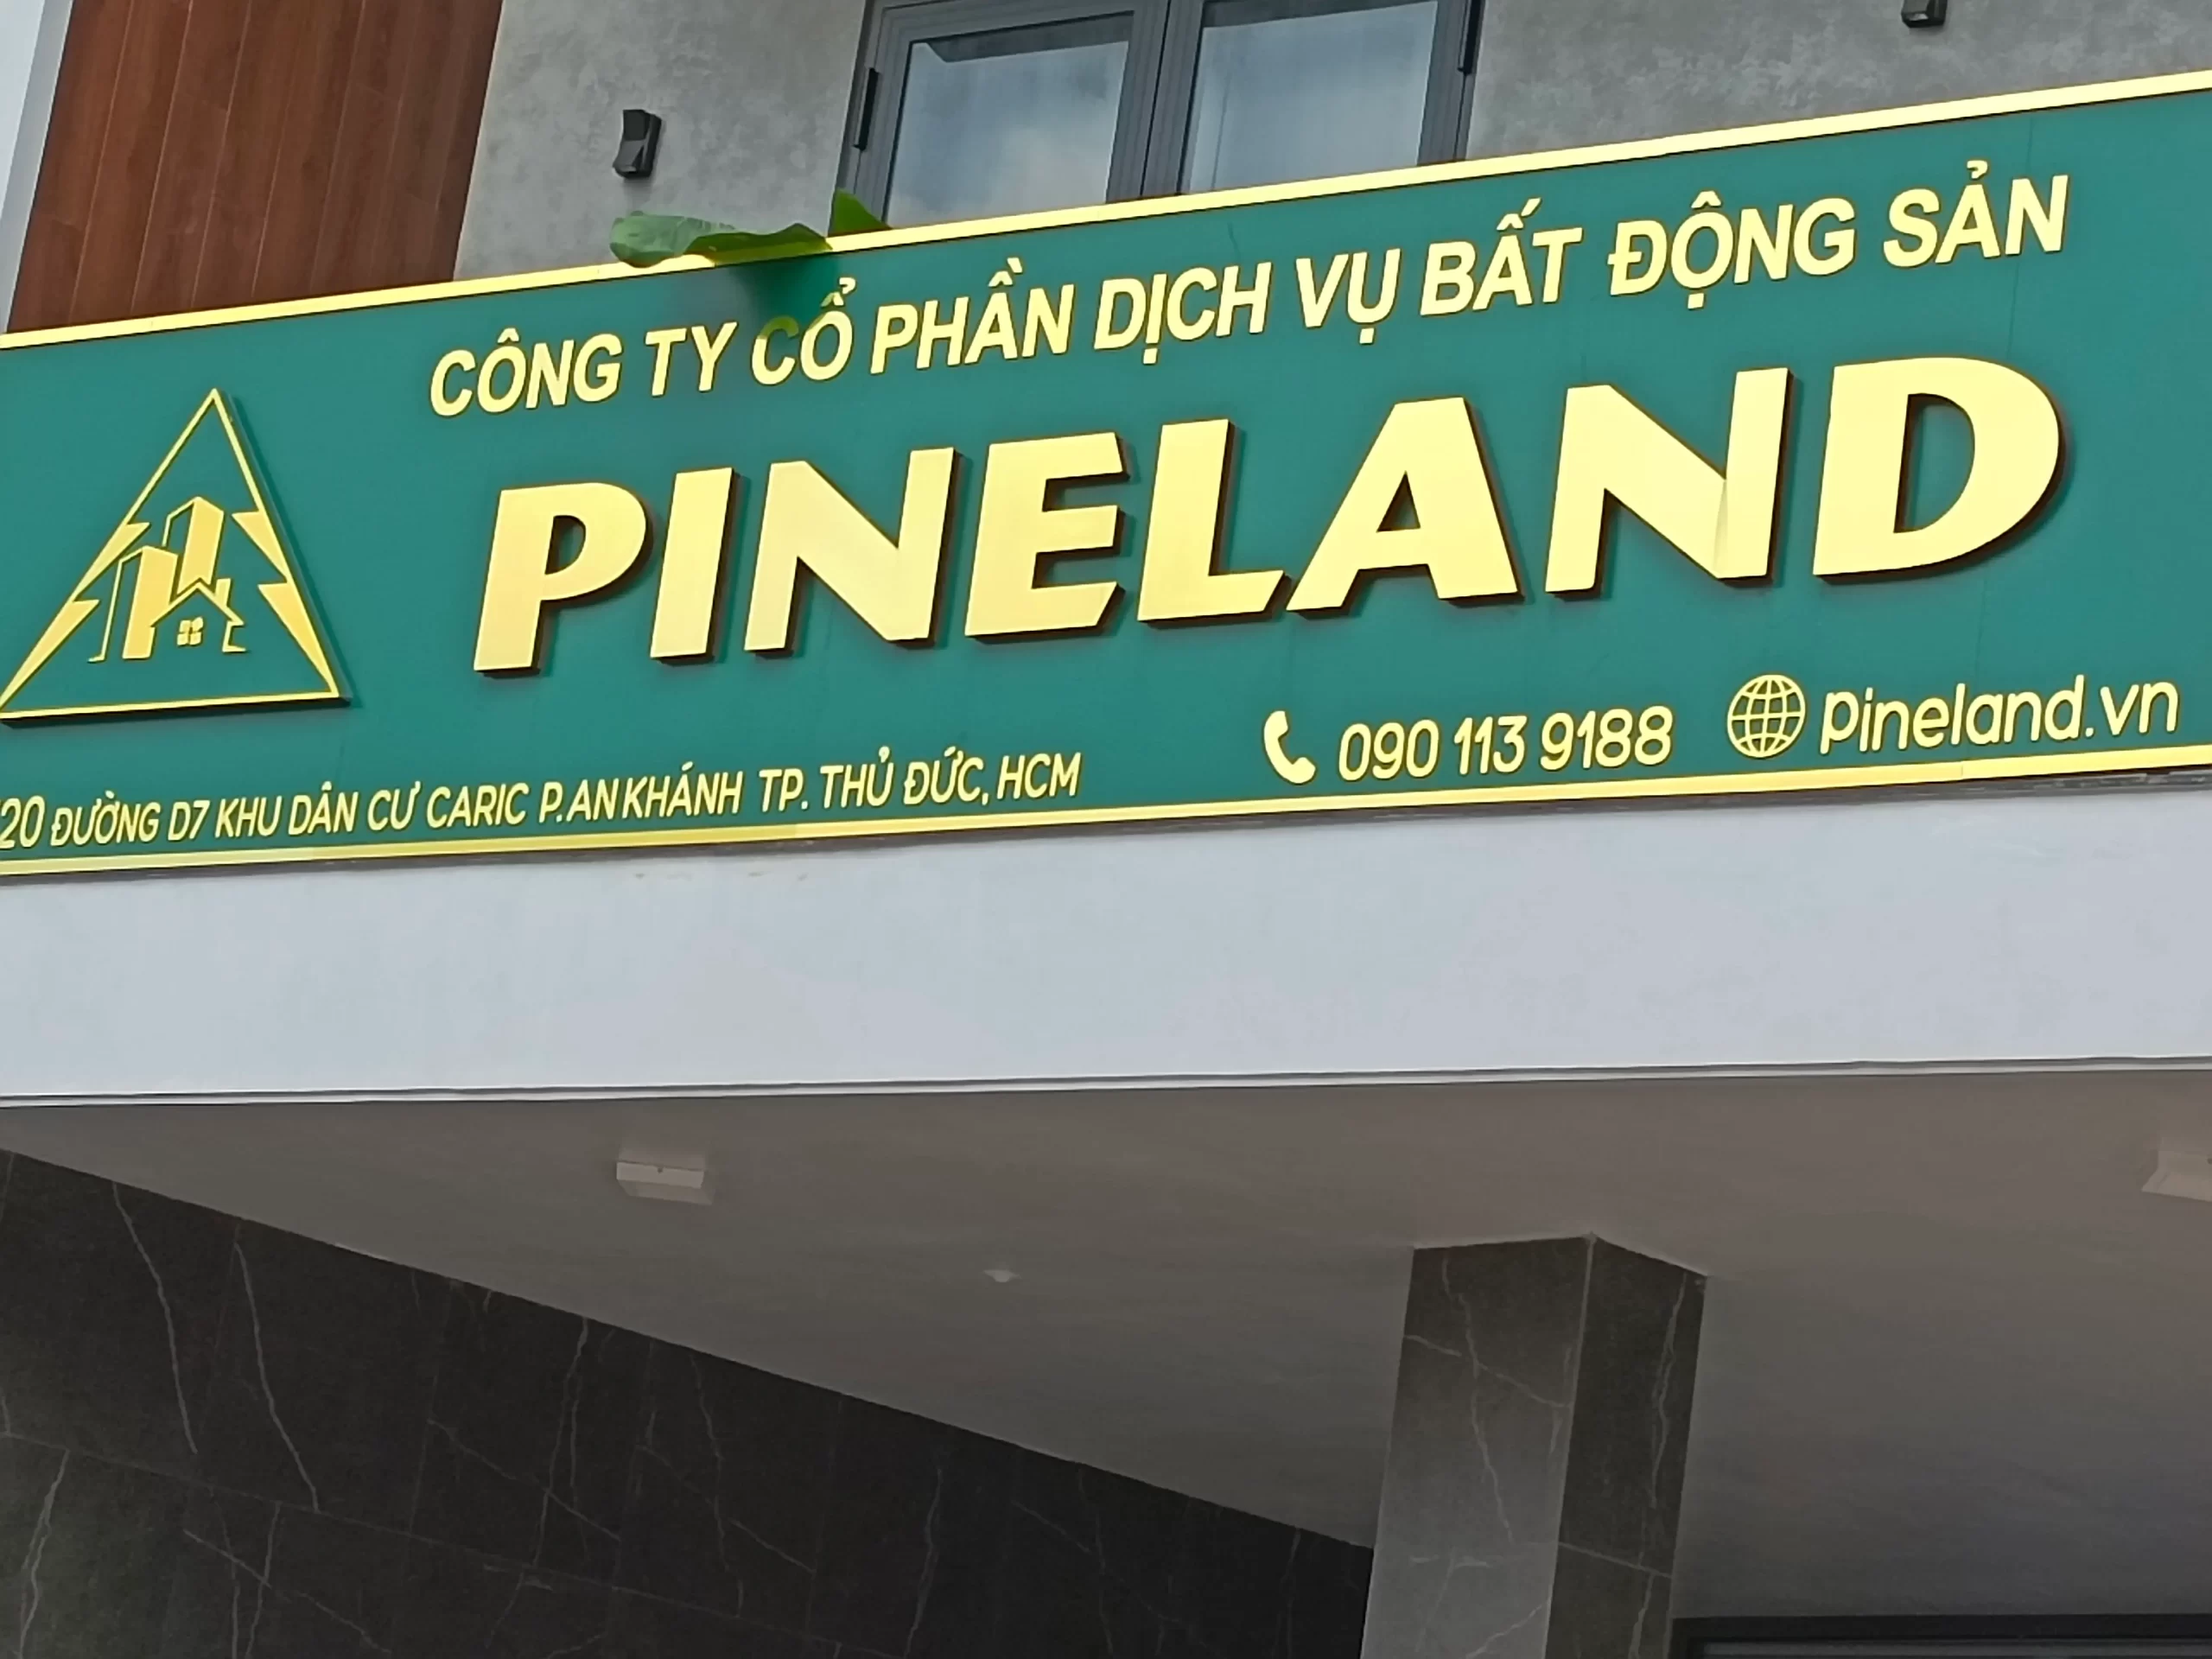 CÔNG TY CỔ PHẦN DỊCH VỤ BẤT ĐỘNG SẢN
PINELAND
20 ĐƯỜNG D7 KHU DÂN CƯ CARIC P.AN KHÁNH TP. THỦ ĐỨC, HCM
090 113 9188 pineland.vn